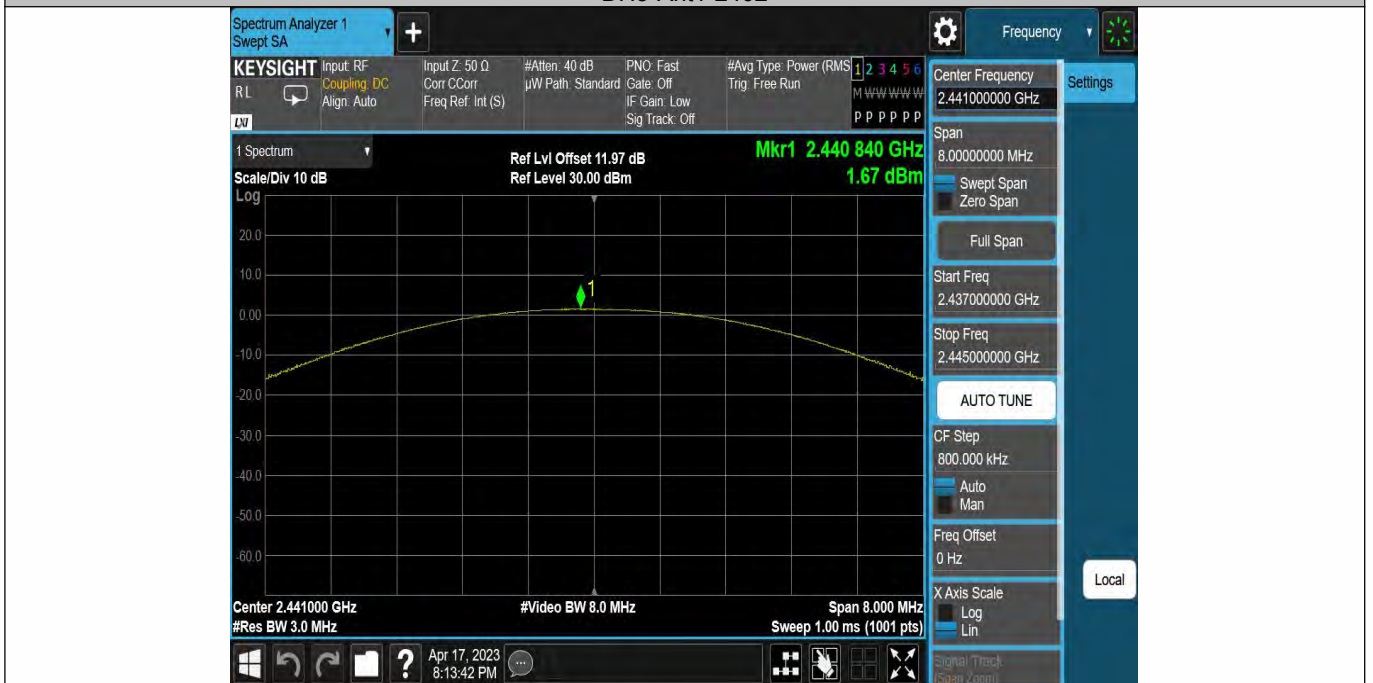 Spectrum Analyzer 1
Swept SA
+
Frequency
KEYSIGHT
RL
LXI
Input: RF
Coupling: DC
Align: Auto
Input Z: 50 Ω
Corr CCorr
Freq Ref: Int (S)
#Atten: 40 dB
µW Path: Standard
PNO: Fast
Gate: Off
IF Gain: Low
Sig Track: Off
#Avg Type: Power (RMS
Trig: Free Run
1 2 3 4 5 6
M W W W W W
P P P P P P
1 Spectrum
Scale/Div 10 dB
Ref Lvl Offset 11.97 dB
Ref Level 30.00 dBm
Mkr1 2.440 840 GHz
1.67 dBm
Log
20.0
10.0
0.00
-10.0
-20.0
-30.0
-40.0
-50.0
-60.0
1
Center 2.441000 GHz
#Res BW 3.0 MHz
#Video BW 8.0 MHz
Span 8.000 MHz
Sweep 1.00 ms (1001 pts)
Center Frequency
2.441000000 GHz
Settings
Span
8.00000000 MHz
Swept Span
Zero Span
Full Span
Start Freq
2.437000000 GHz
Stop Freq
2.445000000 GHz
AUTO TUNE
CF Step
800.000 kHz
Auto
Man
Freq Offset
0 Hz
X Axis Scale
Log
Lin
Signal Track
(Span Zoom)
Local
?
Apr 17, 2023
8:13:42 PM